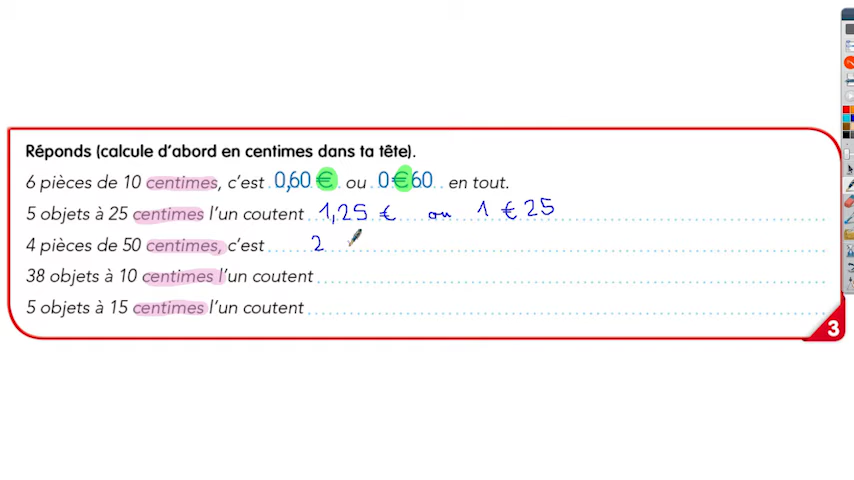 Réponds (calcule d'abord en centimes dans ta tête).
6 pièces de 10 centimes, c'est 0,60 € ou 0 € 60 en tout.
5 objets à 25 centimes l'un coutent 1,25 € ou 1 € 25
4 pièces de 50 centimes, c'est 2
38 objets à 10 centimes l'un coutent
5 objets à 15 centimes l'un coutent
3